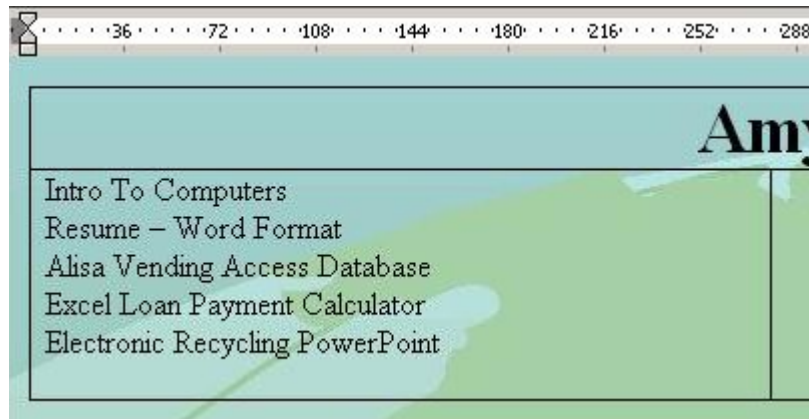 36 72 108 144 180 216 252 288
Amy
Intro To Computers
Resume – Word Format
Alisa Vending Access Database
Excel Loan Payment Calculator
Electronic Recycling PowerPoint